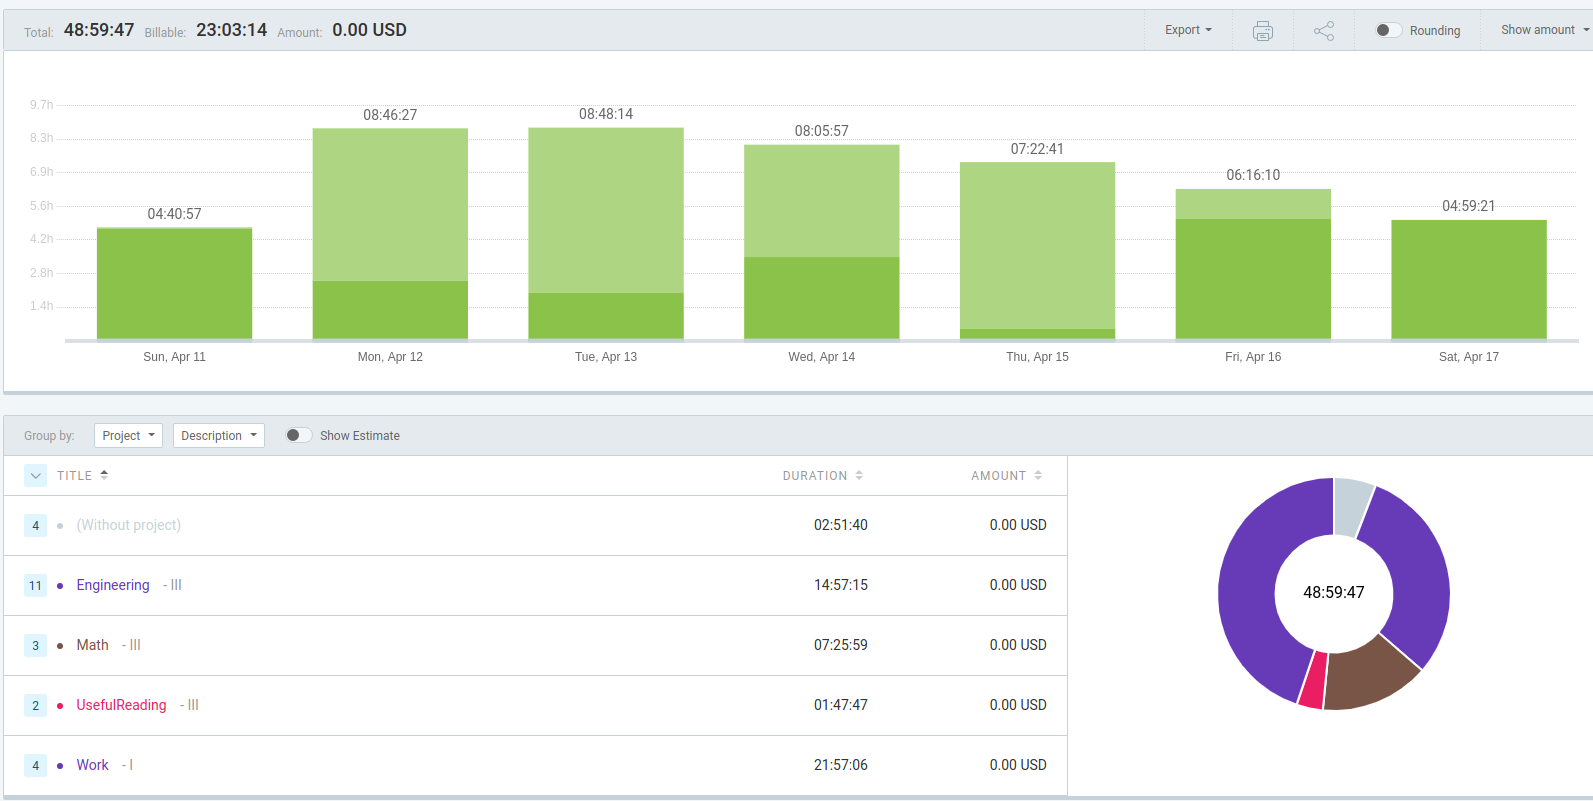 Total: 48:59:47 Billable: 23:03:14 Amount: 0.00 USD Export Rounding Show amount
9.7h
8.3h
6.9h
5.6h
4.2h
2.8h
1.4h
04:40:57 08:46:27 08:48:14 08:05:57 07:22:41 06:16:10 04:59:21
Sun, Apr 11 Mon, Apr 12 Tue, Apr 13 Wed, Apr 14 Thu, Apr 15 Fri, Apr 16 Sat, Apr 17
Group by: Project Description Show Estimate
TITLE DURATION AMOUNT
4 (Without project) 02:51:40 0.00 USD
11 Engineering - III 14:57:15 0.00 USD
3 Math - III 07:25:59 0.00 USD
2 UsefulReading - III 01:47:47 0.00 USD
4 Work - I 21:57:06 0.00 USD
48:59:47